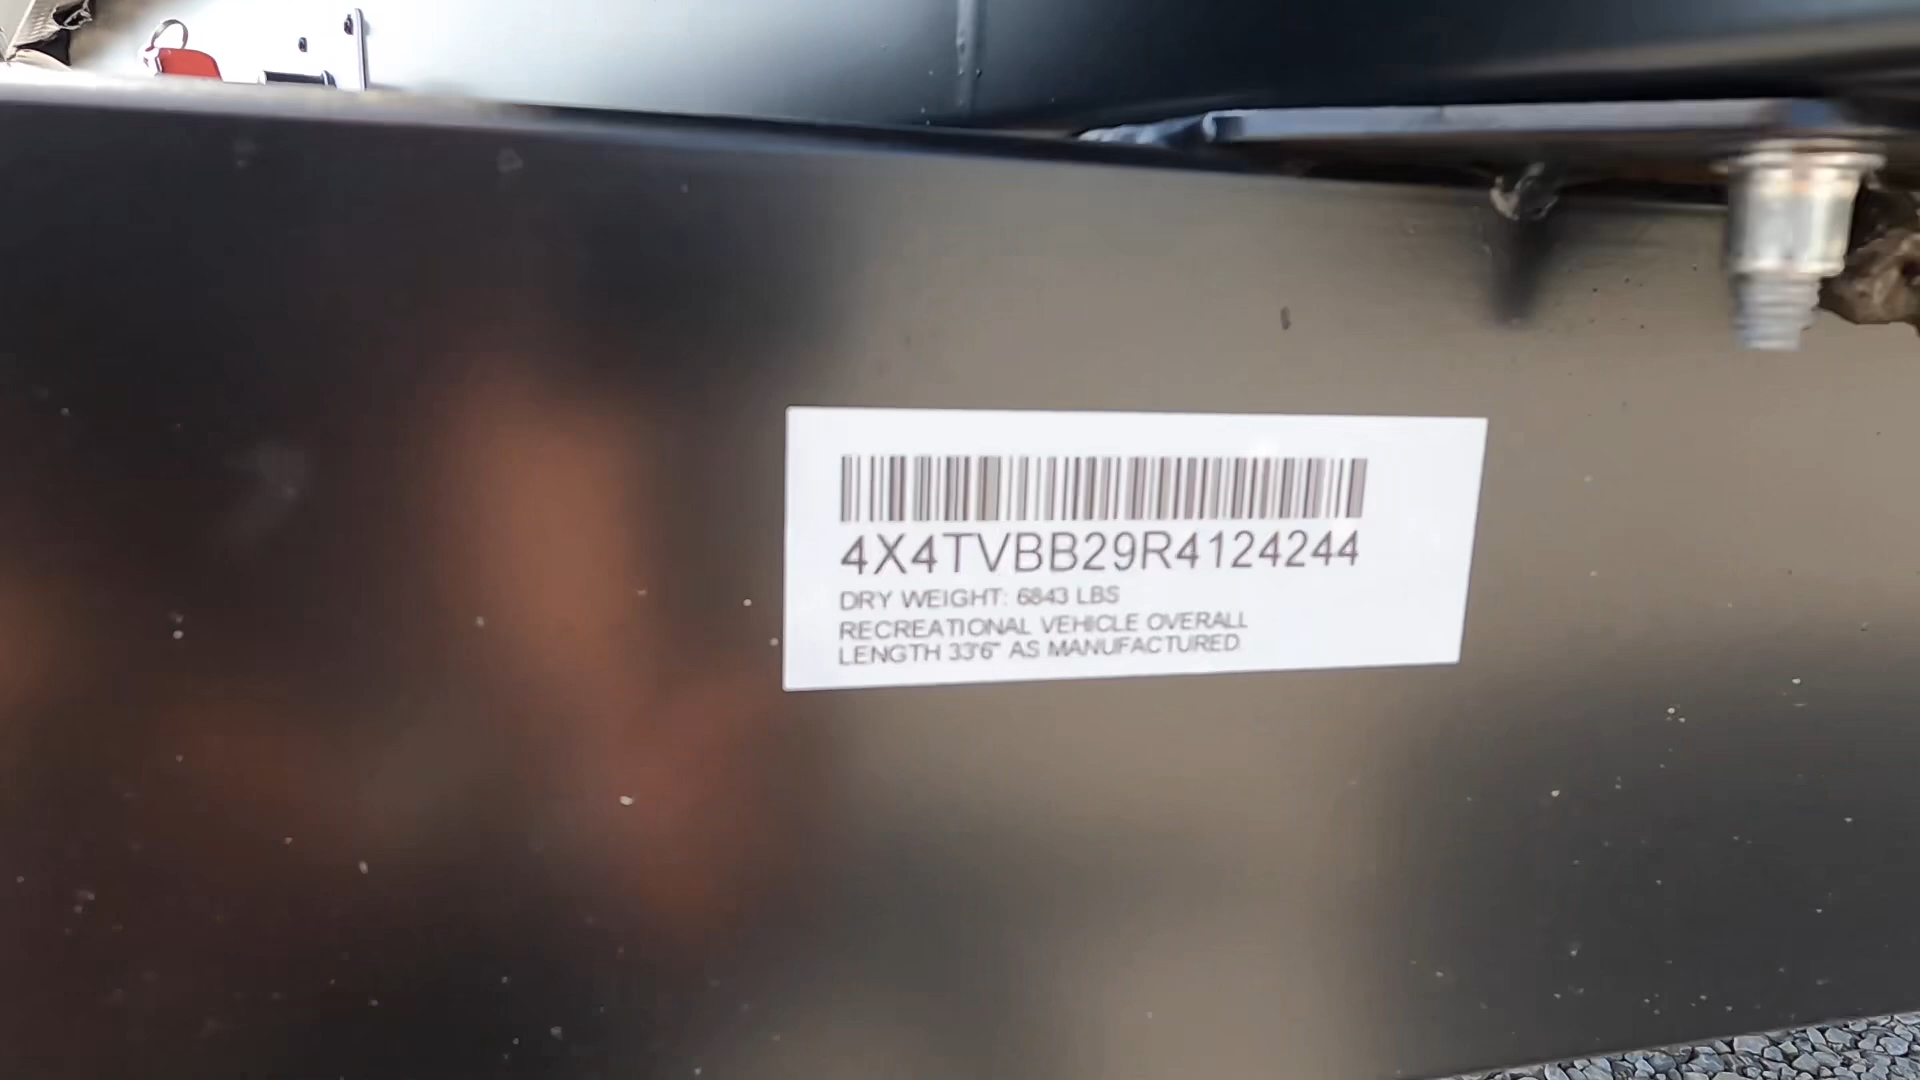 4X4TVBB29R4124244
DRY WEIGHT: 6843 LBS
RECREATIONAL VEHICLE OVERALL
LENGTH 33'6" AS MANUFACTURED